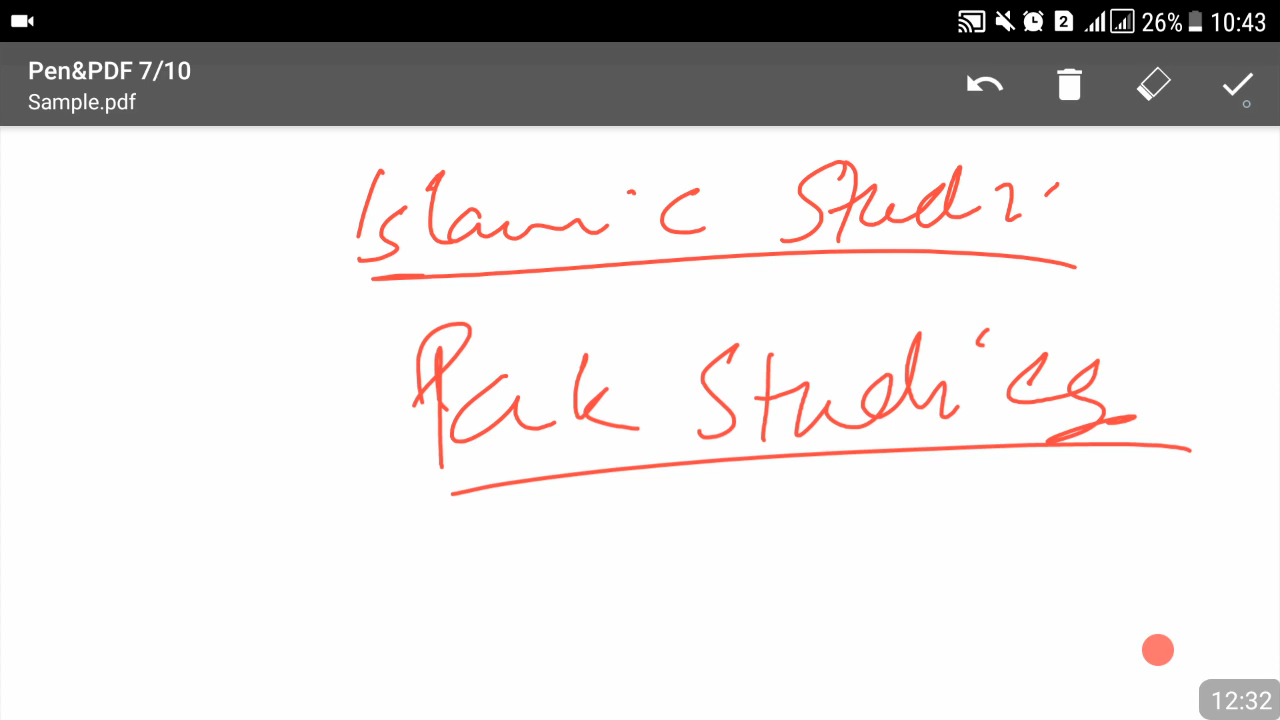 26% 10:43
Pen&PDF 7/10
Sample.pdf
Islamic Studi
Pak Studies
12:32